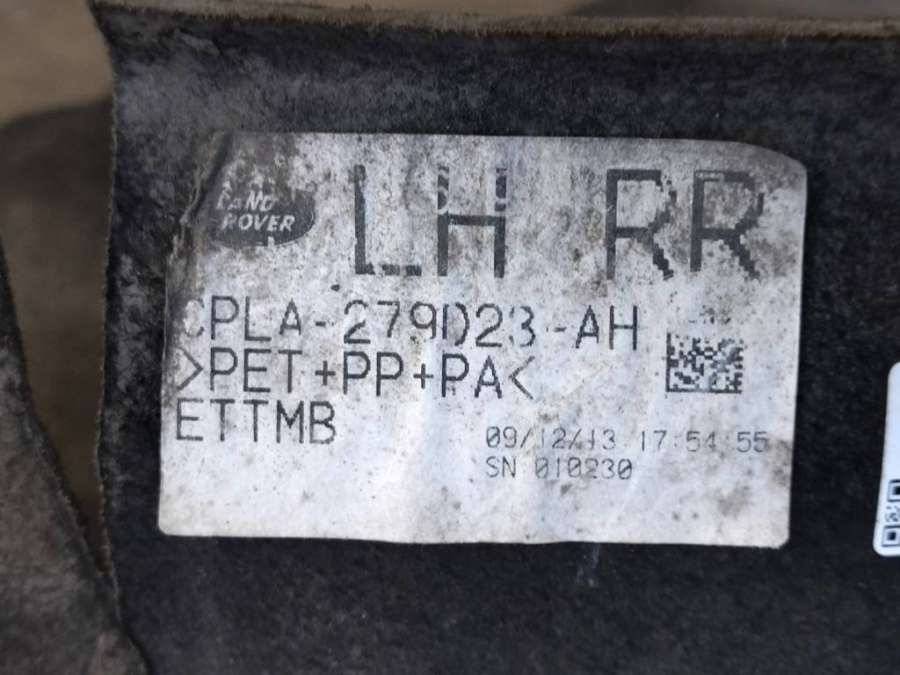 LAND
ROVER
LH RR
CPLA-279D23-AH
>PET+PP+PA<
ETTMB
09/12/13 17:54:55
SN 010230